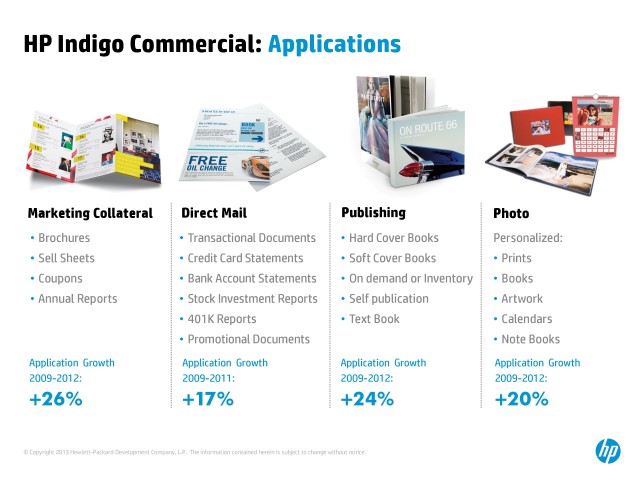 HP Indigo Commercial: Applications
FREE
OIL CHANGE
ON ROUTE 66
Marketing Collateral
• Brochures
• Sell Sheets
• Coupons
• Annual Reports
Application Growth
2009-2012:
+26%
Direct Mail
• Transactional Documents
• Credit Card Statements
• Bank Account Statements
• Stock Investment Reports
• 401K Reports
• Promotional Documents
Application Growth
2009-2011:
+17%
Publishing
• Hard Cover Books
• Soft Cover Books
• On demand or Inventory
• Self publication
• Text Book
Application Growth
2009-2012:
+24%
Photo
Personalized:
• Prints
• Books
• Artwork
• Calendars
• Note Books
Application Growth
2009-2012:
+20%
© Copyright 2013 Hewlett-Packard Development Company, L.P. The information contained herein is subject to change without notice.
hp